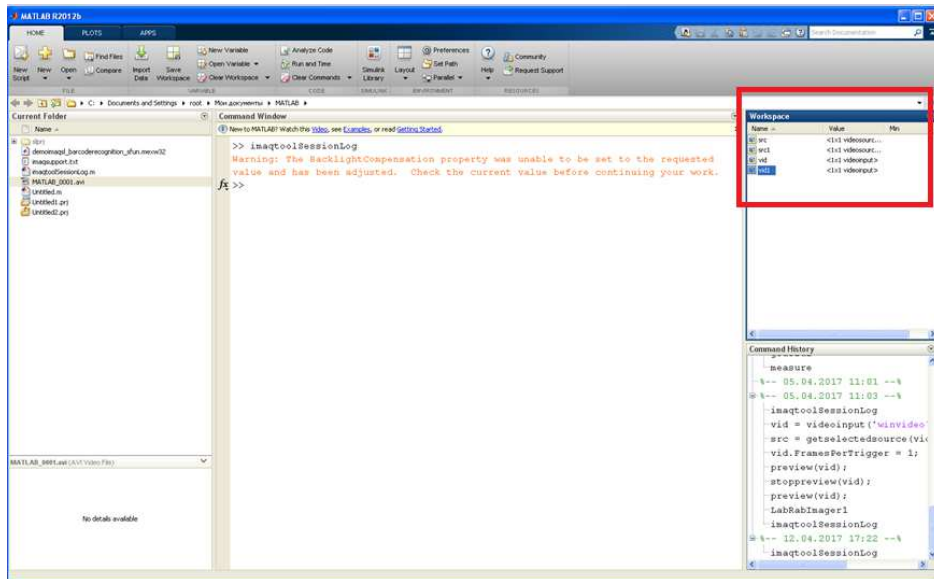 MATLAB R2012b
HOME PLOTS APPS
Search Documentation
New Script
New
Open
Find Files
Compare
Import Data
Save Workspace
New Variable
Open Variable
Clear Workspace
Analyze Code
Run and Time
Clear Commands
Simulink Library
Layout
Preferences
Set Path
Parallel
Help
Community
Request Support
FILE VARIABLE CODE SIMULINK ENVIRONMENT RESOURCES
C: Documents and Settings root Мои документы MATLAB
Current Folder
Name
slprj
demoimaqsl_barcoderecognition_sfun.mexw32
imaqsupport.txt
imaqtoolSessionLog.m
MATLAB_0001.avi
Untitled.m
Untitled1.prj
Untitled2.prj
MATLAB_0001.avi (AVI Video File)
No details available
Command Window
New to MATLAB? Watch this Video, see Examples, or read Getting Started.
>> imaqtoolSessionLog
Warning: The BacklightCompensation property was unable to be set to the requested
value and has been adjusted. Check the current value before continuing your work.
fx >>
Workspace
Name Value Min
src <1x1 videosourc...
src1 <1x1 videosourc...
vid <1x1 videoinput>
vid1 <1x1 videoinput>
Command History
measure
%-- 05.04.2017 11:01 --%
%-- 05.04.2017 11:03 --%
imaqtoolSessionLog
vid = videoinput('winvideo'
src = getselectedsource(vid
vid.FramesPerTrigger = 1;
preview(vid);
stoppreview(vid);
preview(vid);
LabRabImager1
imaqtoolSessionLog
%-- 12.04.2017 17:22 --%
imaqtoolSessionLog